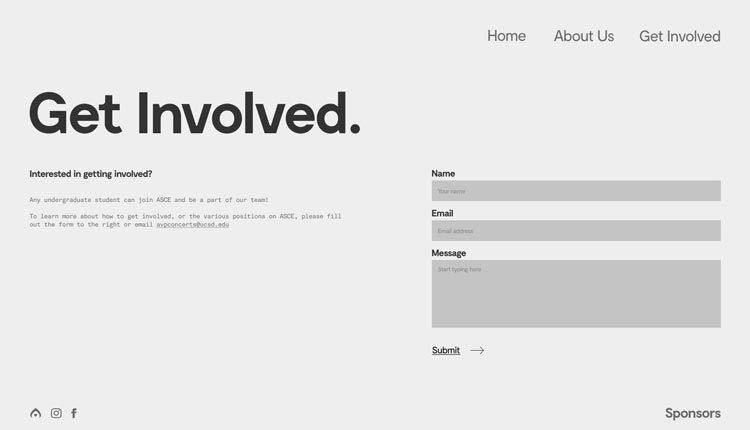 Home About Us Get Involved
Get Involved.
Interested in getting involved?
Any undergraduate student can join ASCE and be a part of our team!
To learn more about how to get involved, or the various positions on ASCE, please fill
out the form to the right or email avpconcerts@ucsd.edu
Name
Your name
Email
Email address
Message
Start typing here
Submit
Sponsors